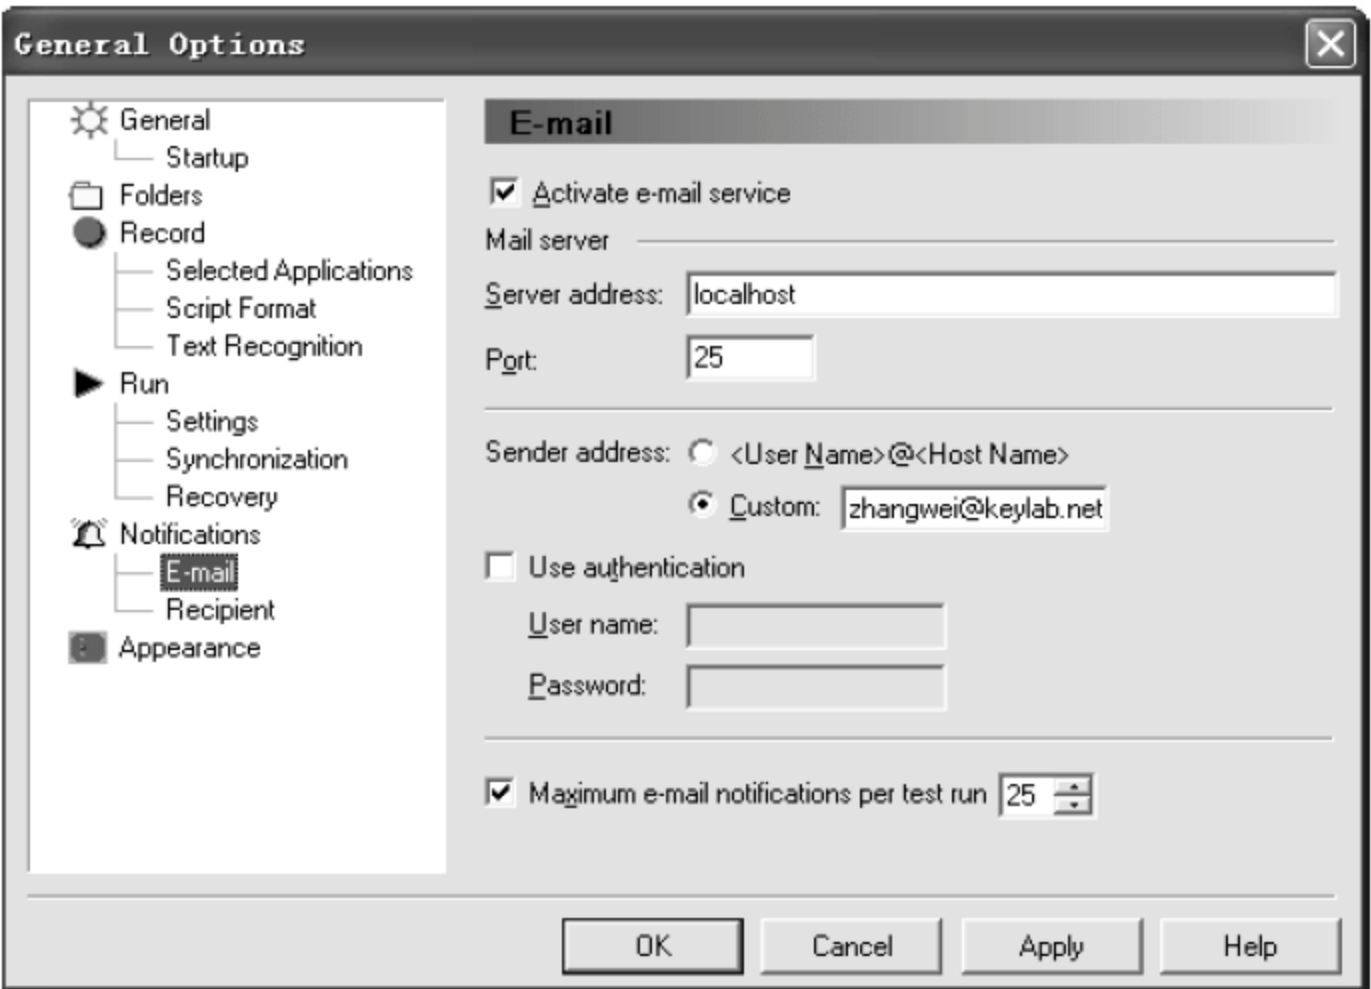 General Options
General
Startup
Folders
Record
Selected Applications
Script Format
Text Recognition
Run
Settings
Synchronization
Recovery
Notifications
E-mail
Recipient
Appearance
E-mail
Activate e-mail service
Mail server
Server address: localhost
Port: 25
Sender address: <User Name>@<Host Name>
Custom: zhangwei@keylab.net
Use authentication
User name:
Password:
Maximum e-mail notifications per test run 25
OK Cancel Apply Help